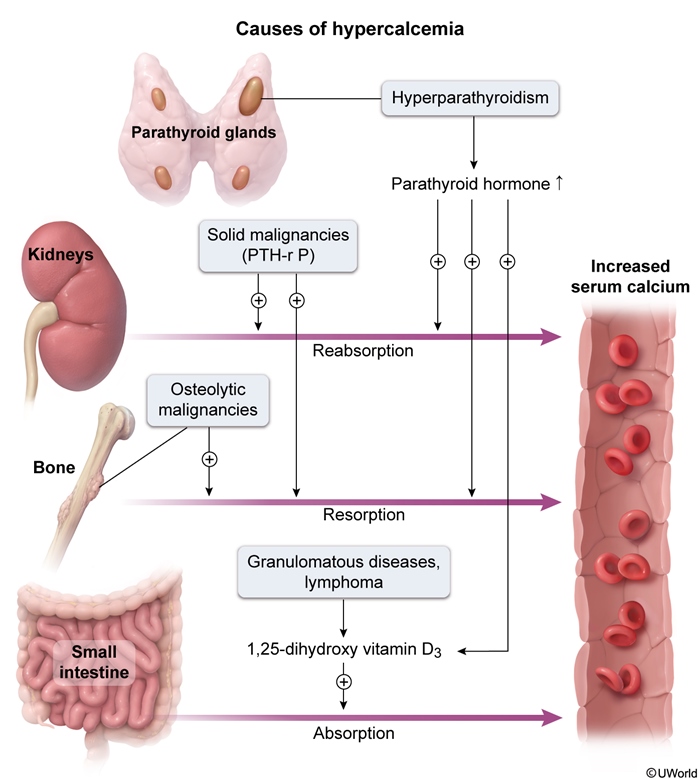 Causes of hypercalcemia
Hyperparathyroidism
Parathyroid glands
Parathyroid hormone ↑
Solid malignancies
(PTH-r P)
Kidneys
Increased
serum calcium
Reabsorption
Osteolytic
malignancies
Bone
Resorption
Granulomatous diseases,
lymphoma
Small
intestine
1,25-dihydroxy vitamin D₃
Absorption
©UWorld